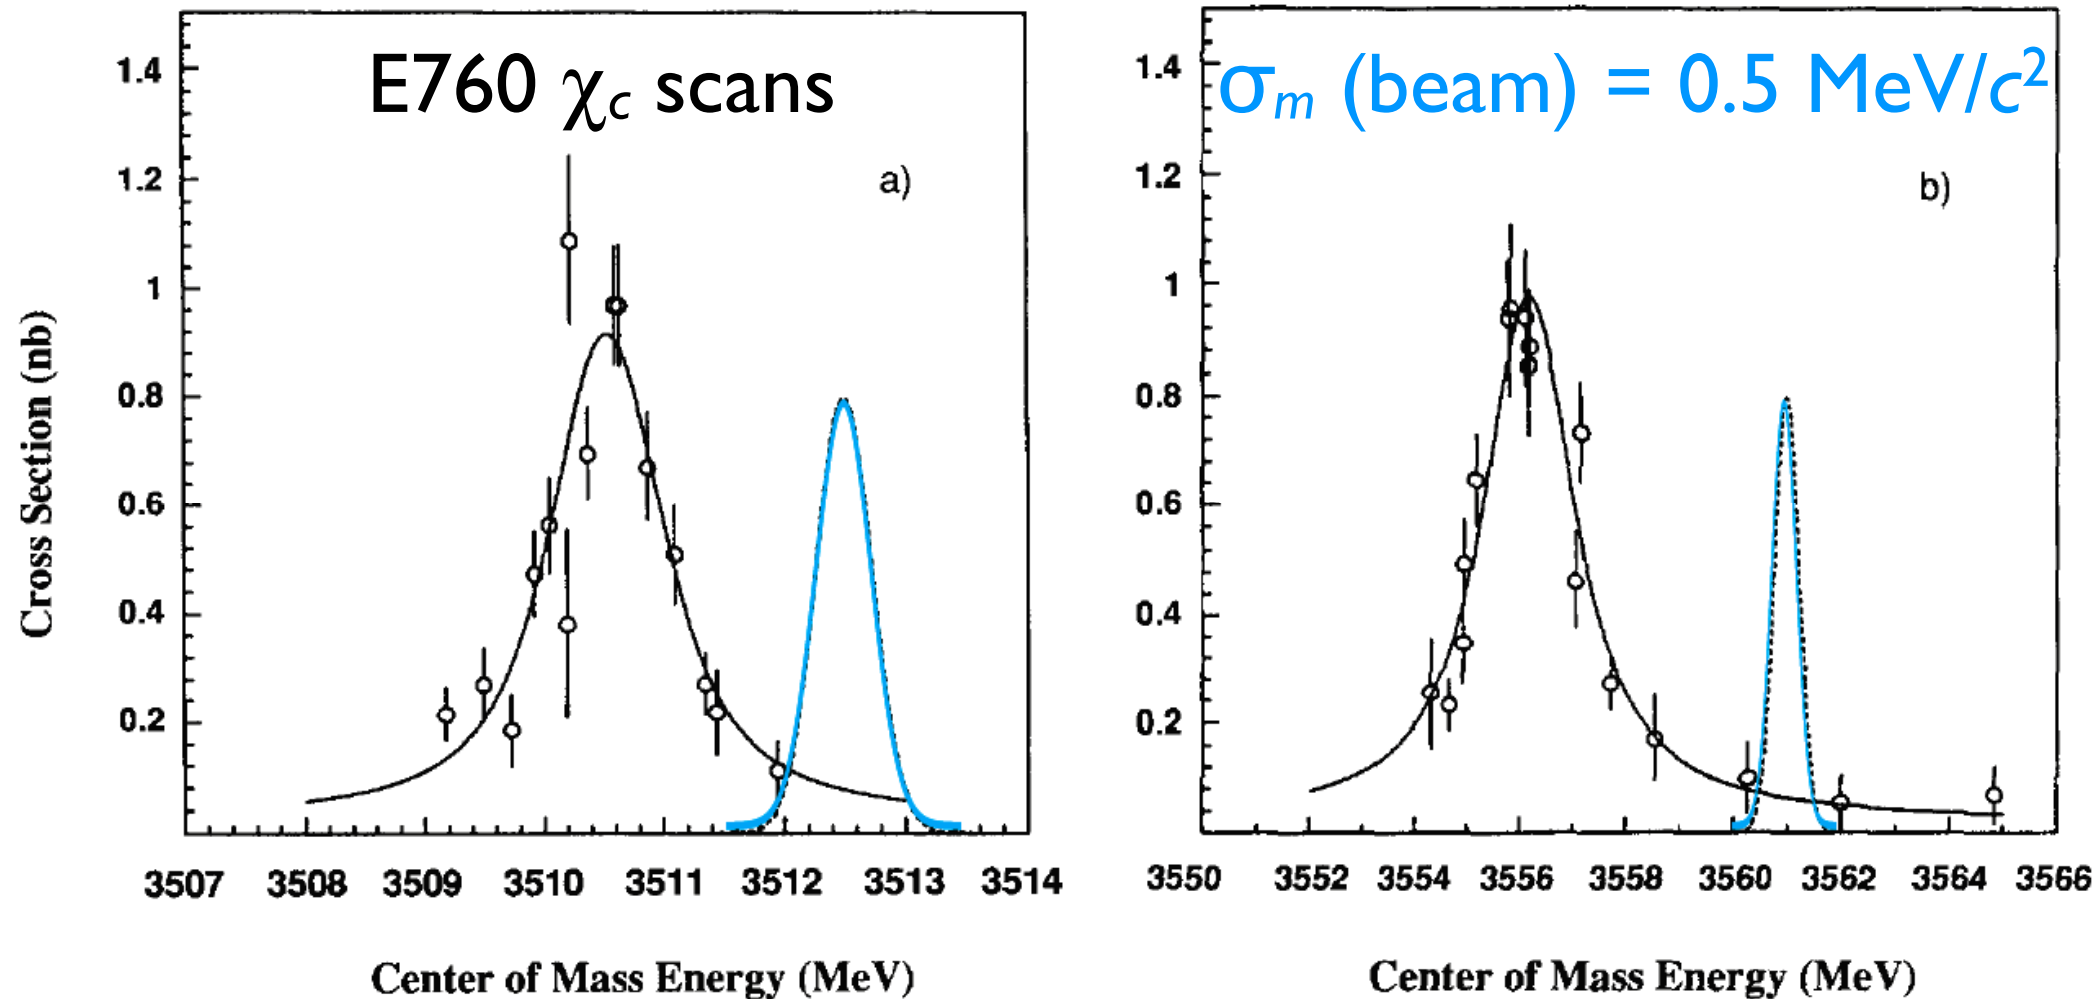 E760 χc scans
a)
1.4
1.2
1
0.8
0.6
0.4
0.2
Cross Section (nb)
3507 3508 3509 3510 3511 3512 3513 3514
Center of Mass Energy (MeV)
σm (beam) = 0.5 MeV/c²
b)
1.4
1.2
1
0.8
0.6
0.4
0.2
3550 3552 3554 3556 3558 3560 3562 3564 3566
Center of Mass Energy (MeV)